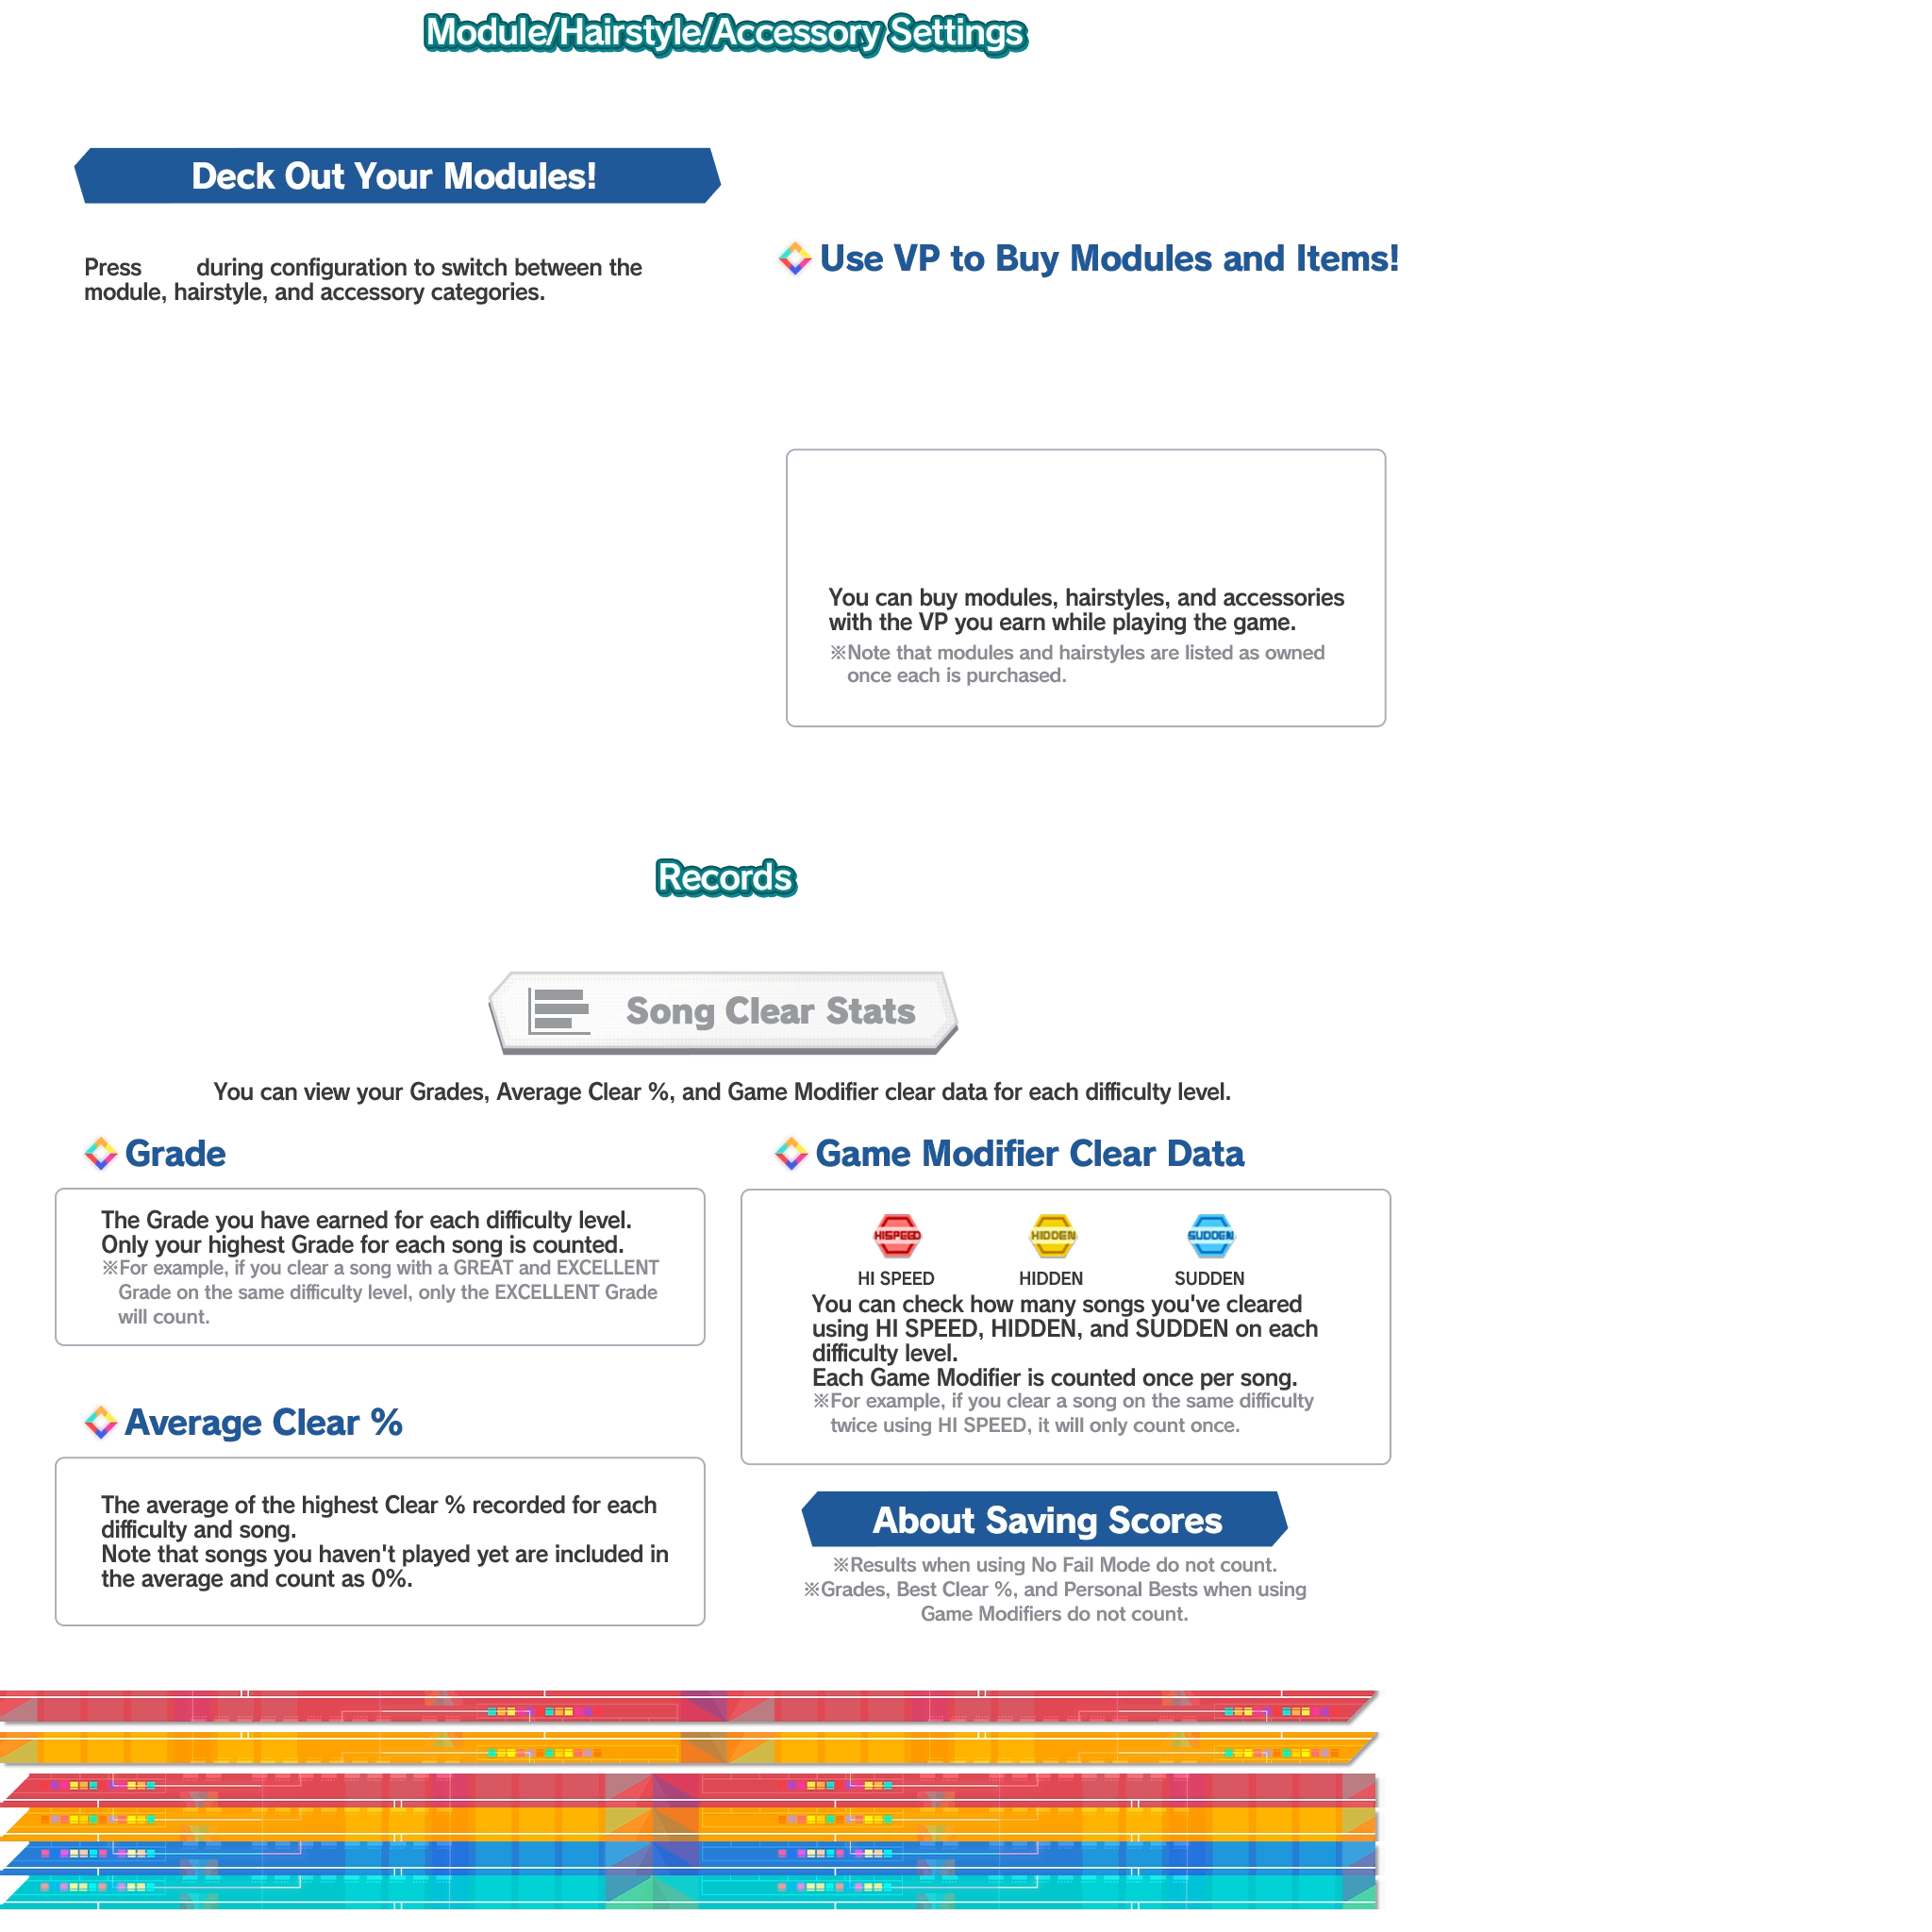 Module/Hairstyle/Accessory Settings
Deck Out Your Modules!
Press during configuration to switch between the
module, hairstyle, and accessory categories.
Use VP to Buy Modules and Items!
You can buy modules, hairstyles, and accessories
with the VP you earn while playing the game.
※Note that modules and hairstyles are listed as owned
once each is purchased.
Records
Song Clear Stats
You can view your Grades, Average Clear %, and Game Modifier clear data for each difficulty level.
Grade
The Grade you have earned for each difficulty level.
Only your highest Grade for each song is counted.
※For example, if you clear a song with a GREAT and EXCELLENT
Grade on the same difficulty level, only the EXCELLENT Grade
will count.
Average Clear %
The average of the highest Clear % recorded for each
difficulty and song.
Note that songs you haven't played yet are included in
the average and count as 0%.
Game Modifier Clear Data
HISPEED HIDDEN SUDDEN
HI SPEED HIDDEN SUDDEN
You can check how many songs you've cleared
using HI SPEED, HIDDEN, and SUDDEN on each
difficulty level.
Each Game Modifier is counted once per song.
※For example, if you clear a song on the same difficulty
twice using HI SPEED, it will only count once.
About Saving Scores
※Results when using No Fail Mode do not count.
※Grades, Best Clear %, and Personal Bests when using
Game Modifiers do not count.